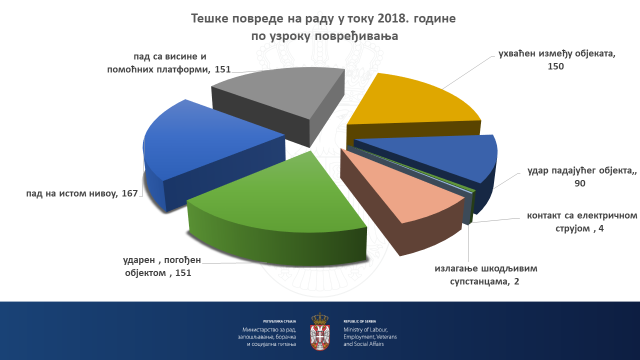 Тешке повреде на раду у току 2018. године
по узроку повређивања
пад са висине и
помоћних платформи, 151
ухваћен између објеката,
150
пад на истом нивоу, 167
удар падајућег објекта,,
90
контакт са електричном
струјом , 4
ударен , погођен
објектом , 151
излагање шкодљивим
супстанцама, 2
РЕПУБЛИКА СРБИЈА
Министарство за рад,
запошљавање, борачка
и социјална питања
REPUBLIC OF SERBIA
Ministry of Labour,
Employment, Veterans
and Social Affairs